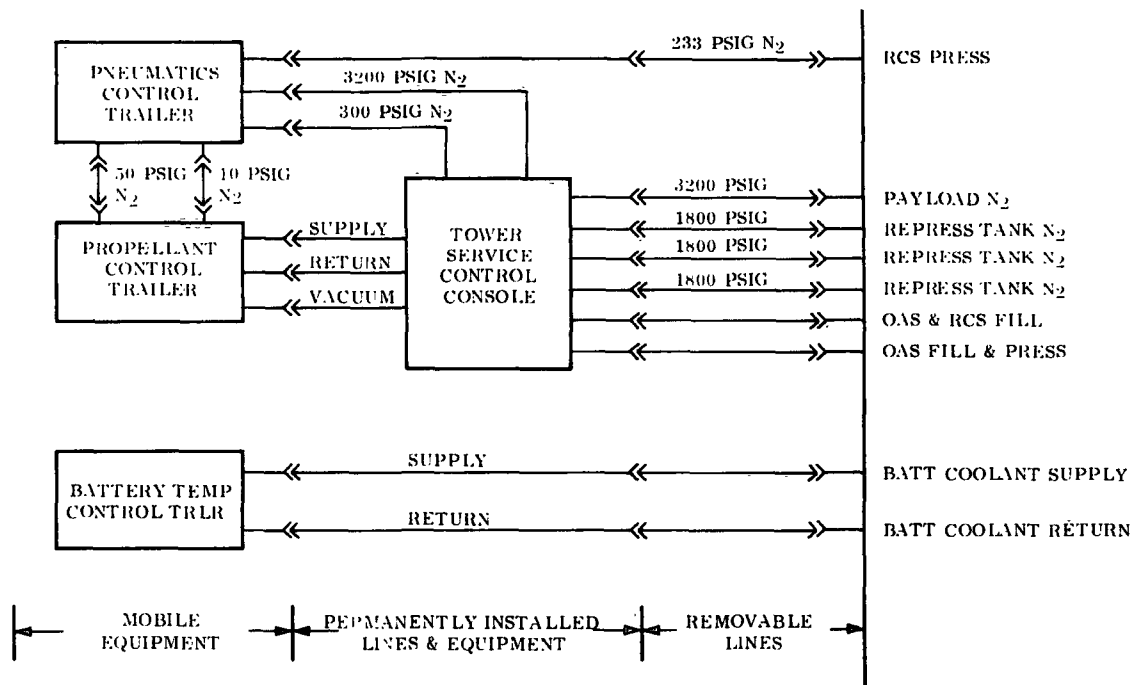 233 PSIG N2
RCS PRESS
PNEUMATICS
CONTROL
TRAILER
3200 PSIG N2
300 PSIG N2
50 PSIG
N2
10 PSIG
N2
PROPELLANT
CONTROL
TRAILER
SUPPLY
RETURN
VACUUM
TOWER
SERVICE
CONTROL
CONSOLE
3200 PSIG
PAYLOAD N2
1800 PSIG
REPRESS TANK N2
1800 PSIG
REPRESS TANK N2
1800 PSIG
REPRESS TANK N2
OAS & RCS FILL
OAS FILL & PRESS
BATTERY TEMP
CONTROL TRLR
SUPPLY
BATT COOLANT SUPPLY
RETURN
BATT COOLANT RETURN
MOBILE
EQUIPMENT
PERMANENTLY INSTALLED
LINES & EQUIPMENT
REMOVABLE
LINES